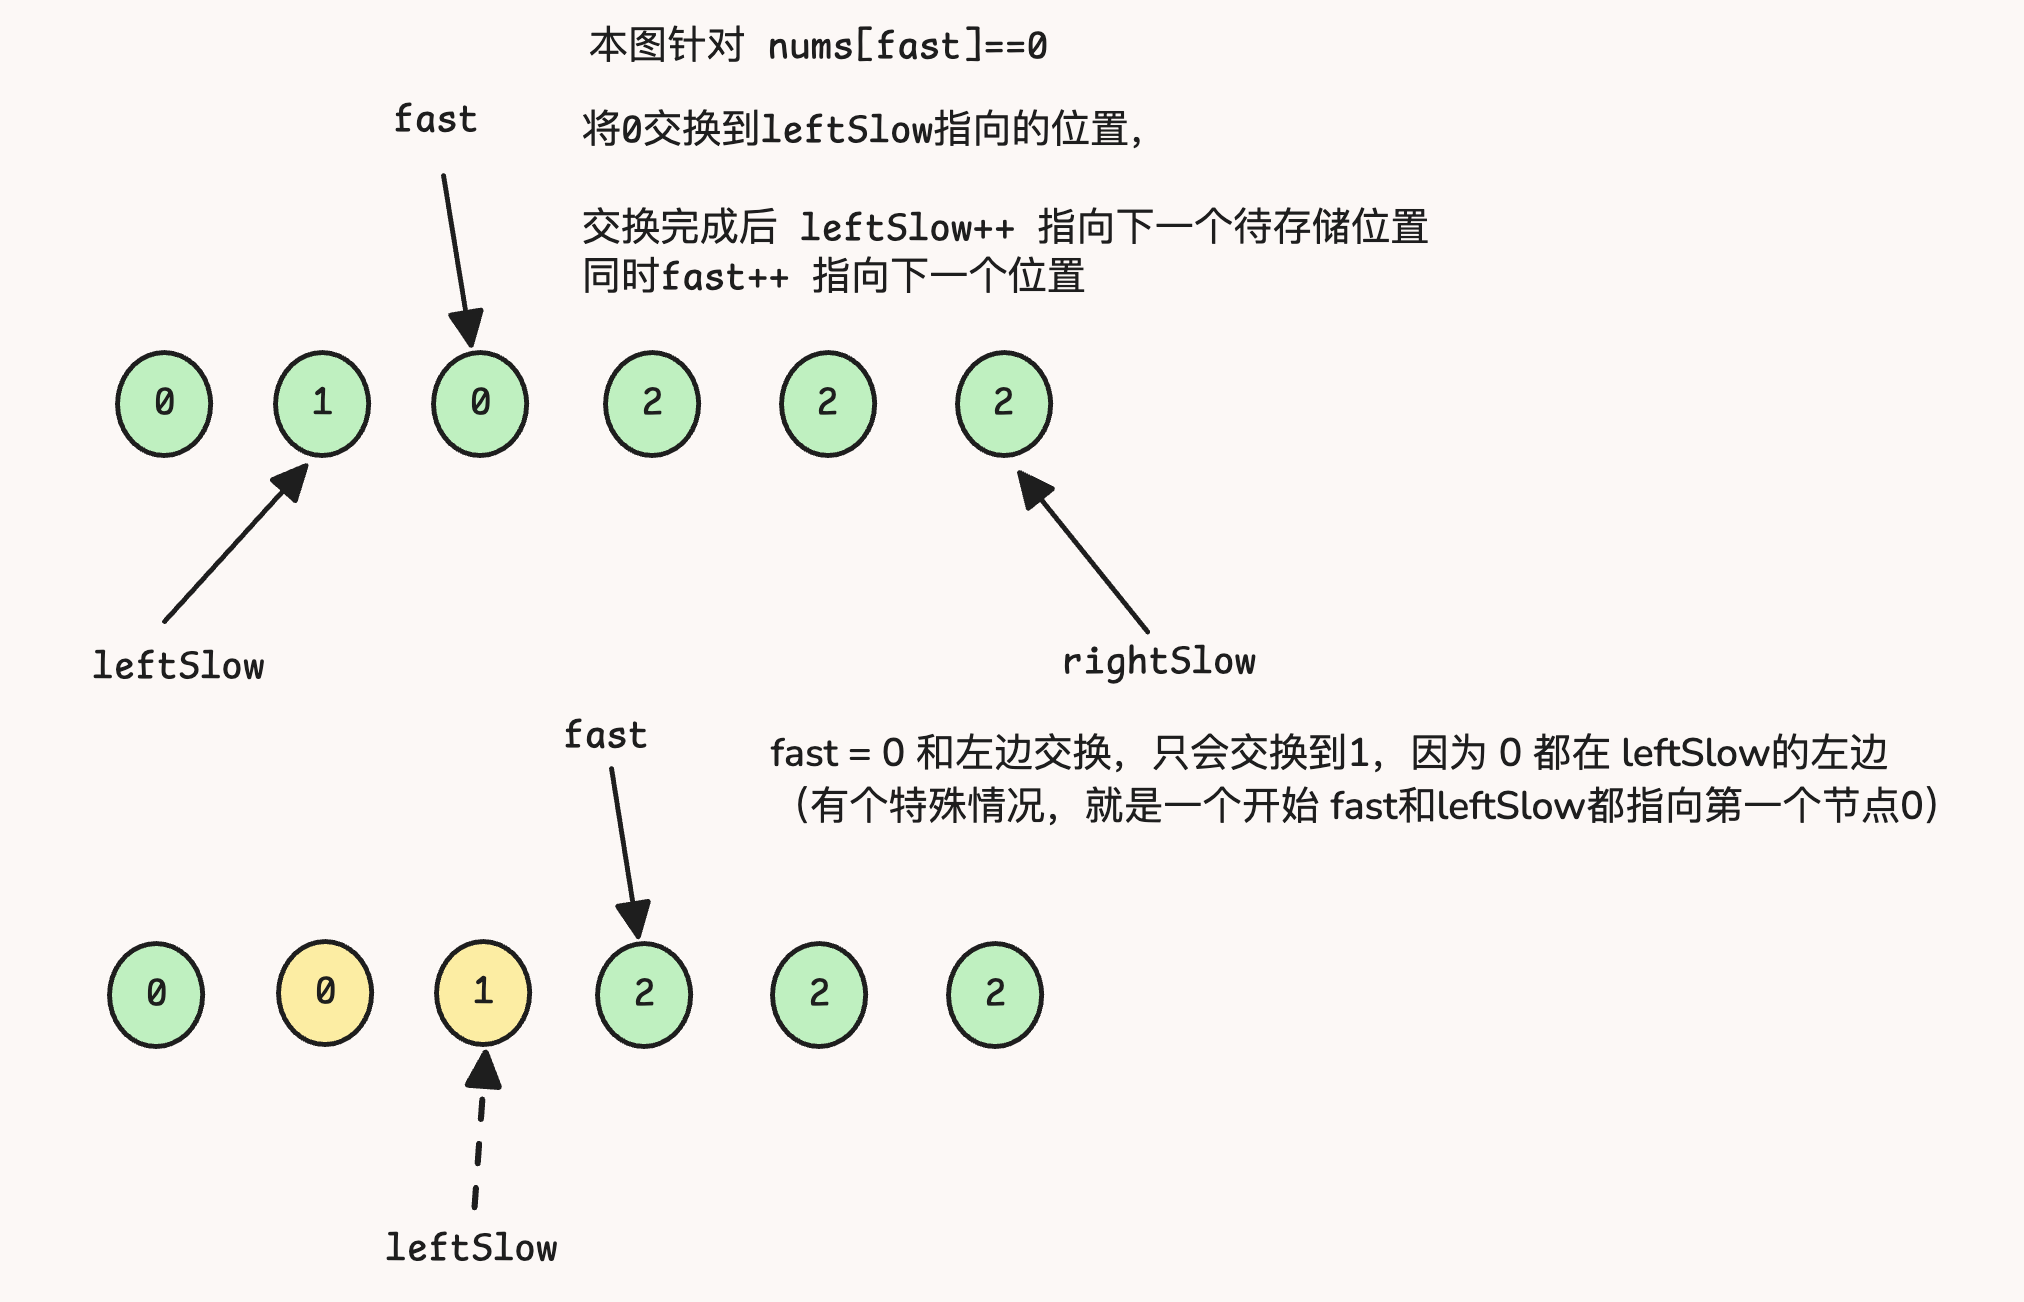 本图针对 nums[fast]==0
fast
将0交换到leftSlow指向的位置，
交换完成后 leftSlow++ 指向下一个待存储位置
同时fast++ 指向下一个位置
0 1 0 2 2 2
leftSlow
rightSlow
fast
fast = 0 和左边交换，只会交换到1，因为 0 都在 leftSlow的左边
（有个特殊情况，就是一个开始 fast和leftSlow都指向第一个节点0）
0 0 1 2 2 2
leftSlow